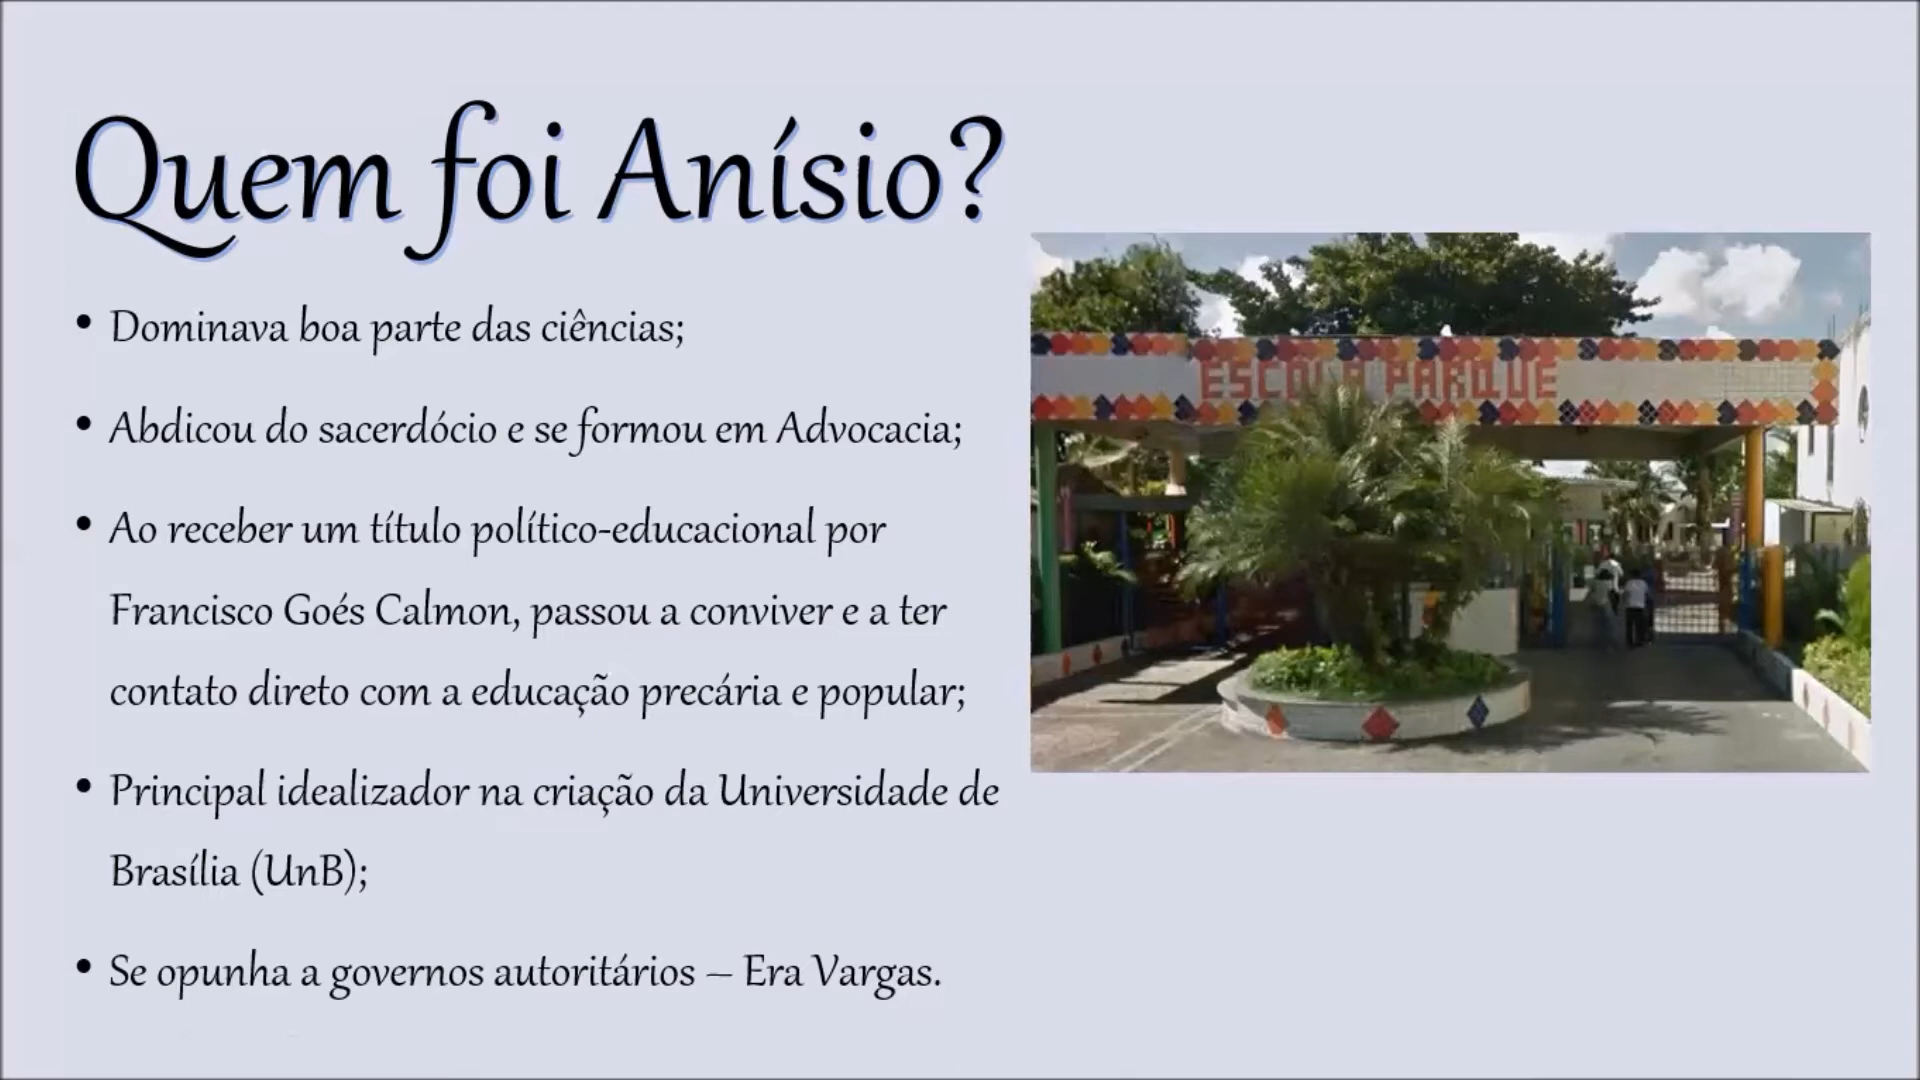 Quem foi Anísio?
• Dominava boa parte das ciências;
• Abdicou do sacerdócio e se formou em Advocacia;
• Ao receber um título político-educacional por
Francisco Goés Calmon, passou a conviver e a ter
contato direto com a educação precária e popular;
• Principal idealizador na criação da Universidade de
Brasília (UnB);
• Se opunha a governos autoritários – Era Vargas.
ESCOLA PARQUE